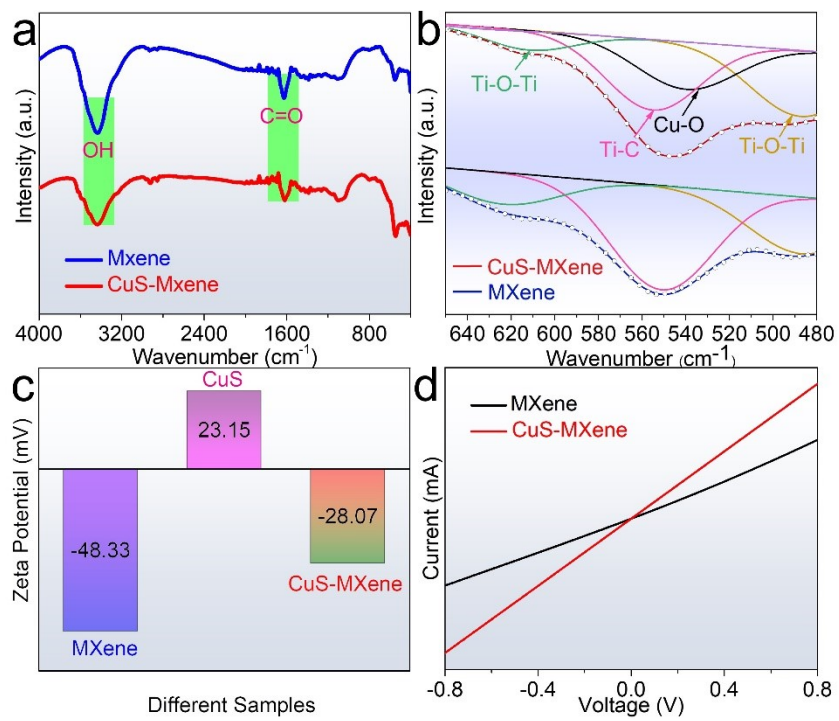 a
Intensity (a.u.)
OH
C=O
Mxene
CuS-Mxene
4000 3200 2400 1600 800
Wavenumber (cm⁻¹)
b
Intensity (a.u.)
Ti-O-Ti
Cu-O
Ti-C
Ti-O-Ti
CuS-MXene
MXene
640 620 600 580 560 540 520 500 480
Wavenumber (cm⁻¹)
c
Zeta Potential (mV)
CuS
23.15
-48.33
-28.07
CuS-MXene
MXene
Different Samples
d
Current (mA)
MXene
CuS-MXene
-0.8 -0.4 0.0 0.4 0.8
Voltage (V)